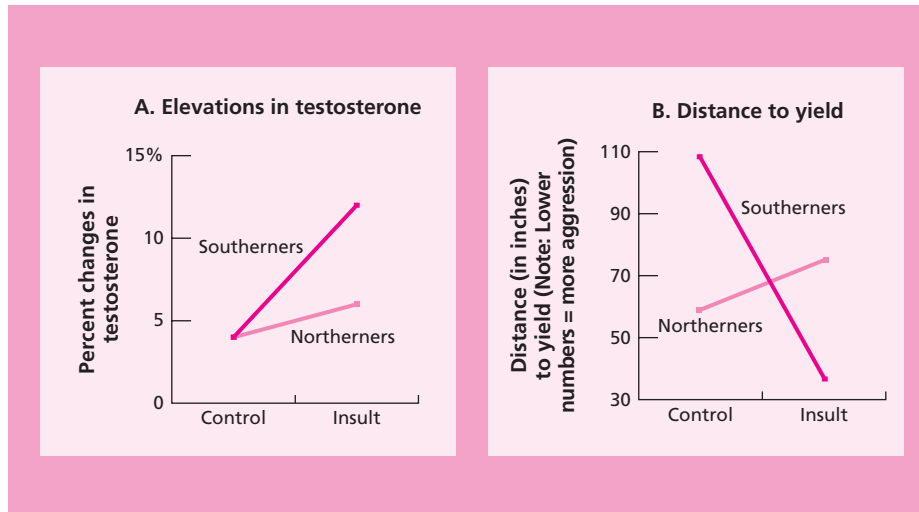 A. Elevations in testosterone
Percent changes in
testosterone
15%
10
5
0
Southerners
Northerners
Control
Insult
B. Distance to yield
Distance (in inches)
to yield (Note: Lower
numbers = more aggression)
110
90
70
50
30
Southerners
Northerners
Control
Insult